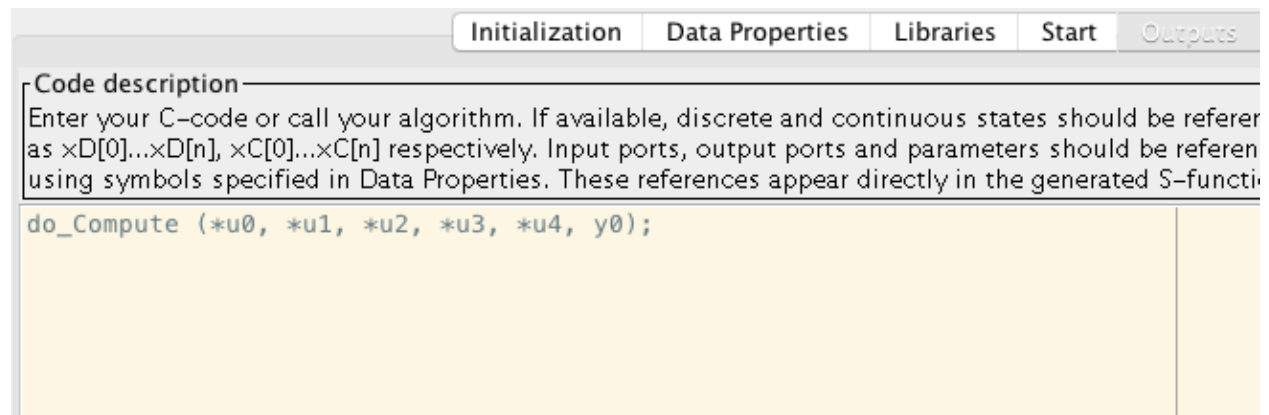 Initialization Data Properties Libraries Start Outputs
Code description
Enter your C-code or call your algorithm. If available, discrete and continuous states should be referen
as xD[0]...xD[n], xC[0]...xC[n] respectively. Input ports, output ports and parameters should be referen
using symbols specified in Data Properties. These references appear directly in the generated S-functi
do_Compute (*u0, *u1, *u2, *u3, *u4, y0);